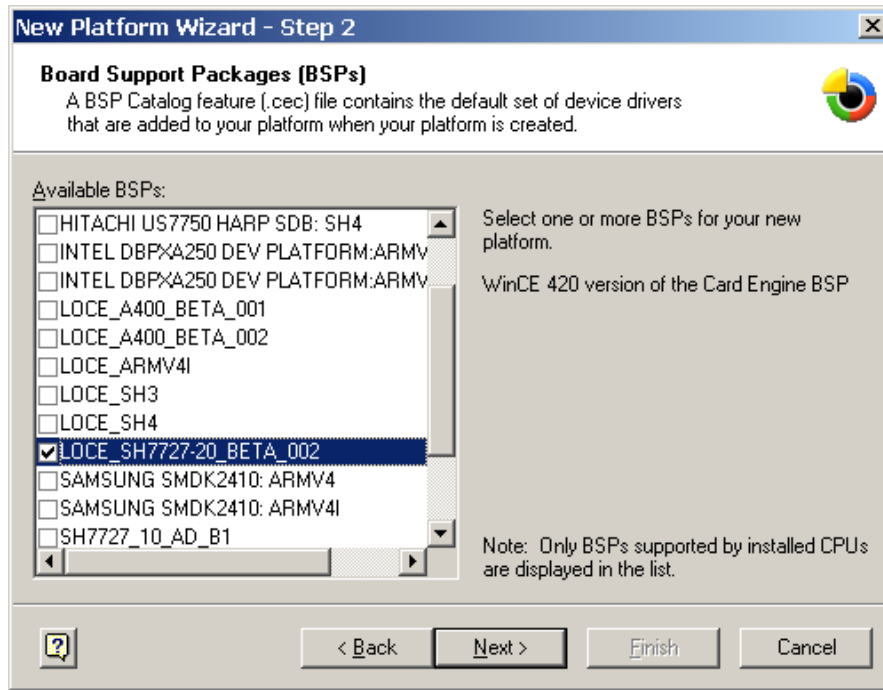 New Platform Wizard - Step 2
Board Support Packages (BSPs)
A BSP Catalog feature (.cec) file contains the default set of device drivers
that are added to your platform when your platform is created.
Available BSPs:
HITACHI US7750 HARP SDB: SH4
INTEL DBPXA250 DEV PLATFORM:ARMV
INTEL DBPXA250 DEV PLATFORM:ARMV
LOCE_A400_BETA_001
LOCE_A400_BETA_002
LOCE_ARMV4I
LOCE_SH3
LOCE_SH4
LOCE_SH7727-20_BETA_002
SAMSUNG SMDK2410: ARMV4
SAMSUNG SMDK2410: ARMV4I
SH7727_10_AD_B1
Select one or more BSPs for your new
platform.
WinCE 420 version of the Card Engine BSP
Note: Only BSPs supported by installed CPUs
are displayed in the list.
< Back
Next >
Finish
Cancel